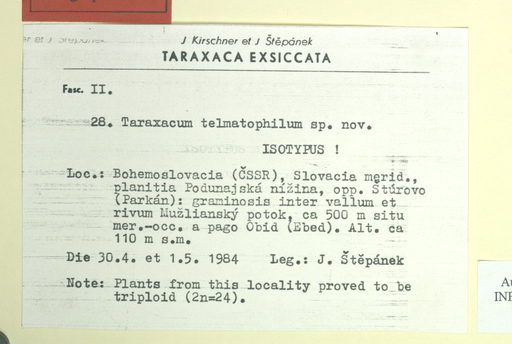 J Kirschner et J Štěpánek
TARAXACA EXSICCATA
Fasc. II.
28. Taraxacum telmatophilum sp. nov.
ISOTYPUS !
Loc.: Bohemoslovacia (ČSSR), Slovacia merid.,
planitia Podunajská nížina, opp. Štúrovo
(Parkán): graminosis inter vallum et
rivum Mužlianský potok, ca 500 m situ
mer.-occ. a pago Obid (Ebed). Alt. ca
110 m s.m.
Die 30.4. et 1.5. 1984 Leg.: J. Štěpánek
Note: Plants from this locality proved to be
triploid (2n=24).